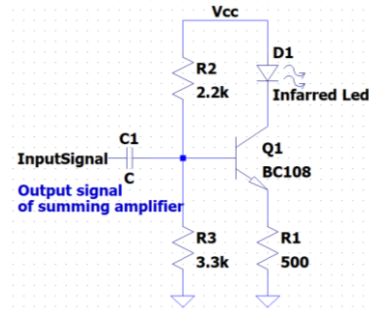 Vcc
D1
Infarred Led
R2
2.2k
C1
C
InputSignal
Output signal
of summing amplifier
Q1
BC108
R3
3.3k
R1
500